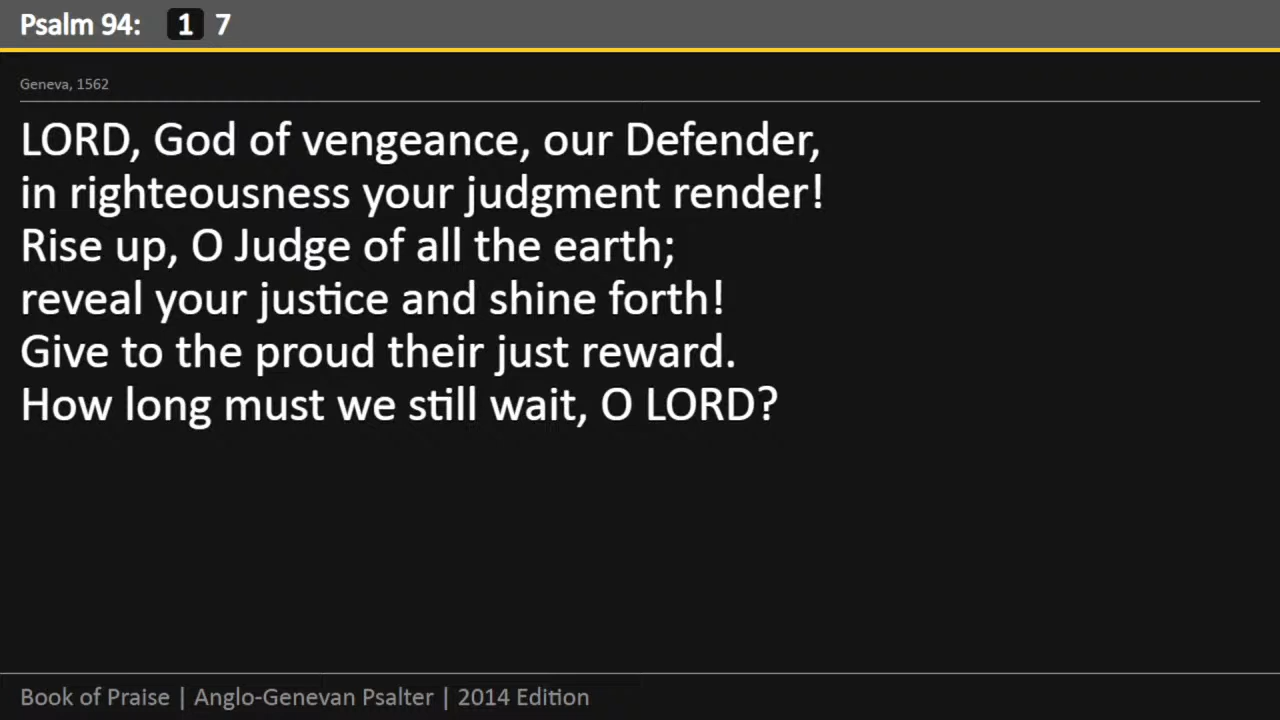 Psalm 94: 1 7
Geneva, 1562
LORD, God of vengeance, our Defender,
in righteousness your judgment render!
Rise up, O Judge of all the earth;
reveal your justice and shine forth!
Give to the proud their just reward.
How long must we still wait, O LORD?
Book of Praise | Anglo-Genevan Psalter | 2014 Edition